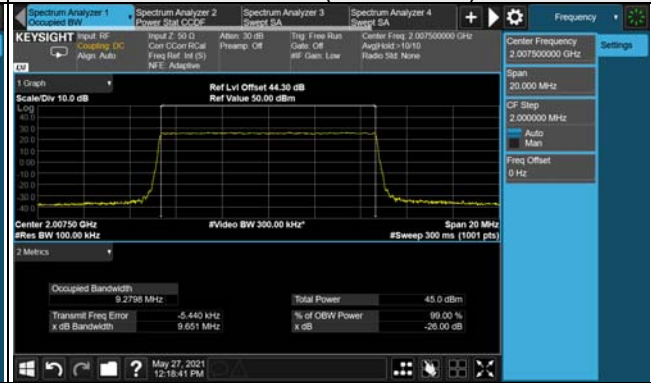 Spectrum Analyzer 1
Occupied BW
Spectrum Analyzer 2
Power Stat CCDF
Spectrum Analyzer 3
Swept SA
Spectrum Analyzer 4
Swept SA
Frequency
KEYSIGHT
Input: RF
Coupling: DC
Align: Auto
Input Z: 50 Ω
Corr CCorr RCal
Freq Ref: Int (S)
NFE: Adaptive
Atten: 30 dB
Preamp: Off
Trig: Free Run
Gate: Off
#IF Gain: Low
Center Freq: 2.007500000 GHz
Avg|Hold:>10/10
Radio Std: None
LXI
Center Frequency
2.007500000 GHz
Settings
Span
20.000 MHz
CF Step
2.000000 MHz
Auto
Man
Freq Offset
0 Hz
1 Graph
Scale/Div 10.0 dB
Ref Lvl Offset 44.30 dB
Ref Value 50.00 dBm
Log
40.0
30.0
20.0
10.0
0.00
-10.0
-20.0
-30.0
-40.0
Center 2.00750 GHz
#Res BW 100.00 kHz
#Video BW 300.00 kHz*
Span 20 MHz
#Sweep 300 ms (1001 pts)
2 Metrics
Occupied Bandwidth
9.2798 MHz
Total Power
45.0 dBm
Transmit Freq Error
-5.440 kHz
% of OBW Power
99.00 %
x dB Bandwidth
9.651 MHz
x dB
-26.00 dB
?
May 27, 2021
12:18:41 PM